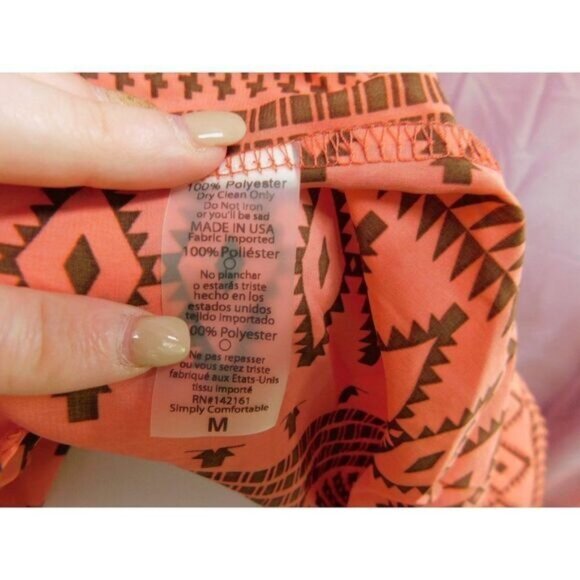 100% Polyester
Dry Clean Only
Do Not Iron
or you'll be sad
MADE IN USA
Fabric Imported
100% Poliéster
No planchar
o estarás triste
hecho en los
estados unidos
tejido importado
00% Polyester
Ne pas repasser
ou vous serez triste
fabriqué aux États-Unis
tissu importé
RN#142161
Simply Comfortable
M